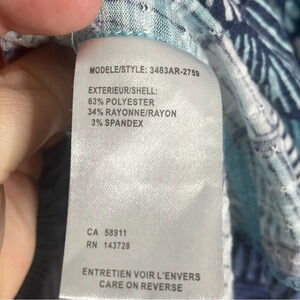 MODELE/STYLE: 3483AR-2759
EXTERIEUR/SHELL:
63% POLYESTER
34% RAYONNE/RAYON
3% SPANDEX
CA 58911
RN 143728
ENTRETIEN VOIR L'ENVERS
CARE ON REVERSE